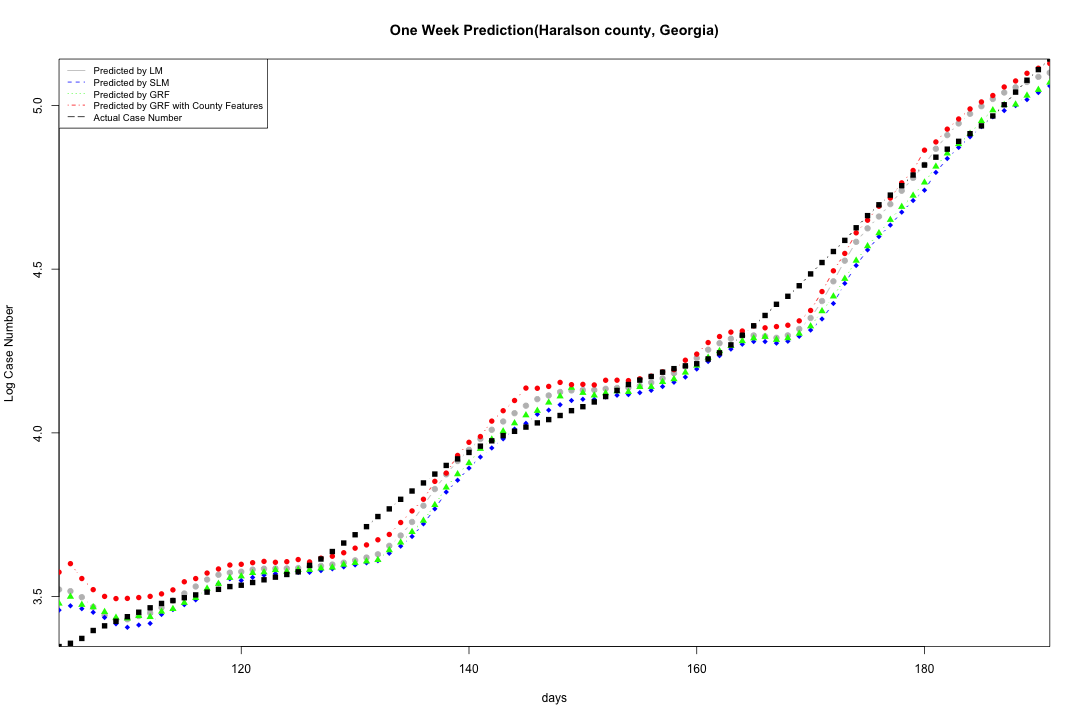 One Week Prediction(Haralson county, Georgia)
Predicted by LM
Predicted by SLM
Predicted by GRF
Predicted by GRF with County Features
Actual Case Number
5.0
4.5
4.0
3.5
Log Case Number
120 140 160 180
days